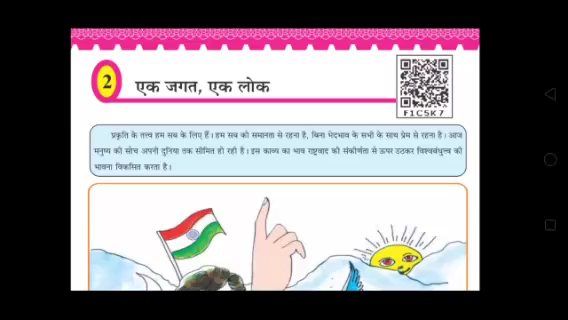 2
एक जगत, एक लोक
F1C5K7
प्रकृति के तत्त्व हम सब के लिए हैं। हम सब को समानता से रहना है, बिना भेदभाव के सभी के साथ प्रेम से रहना है। आज
मनुष्य की सोच अपनी दुनिया तक सीमित हो रही है। इस काव्य का भाव राष्ट्रवाद की संकीर्णता से ऊपर उठकर विश्वबंधुत्व की
भावना विकसित करता है।